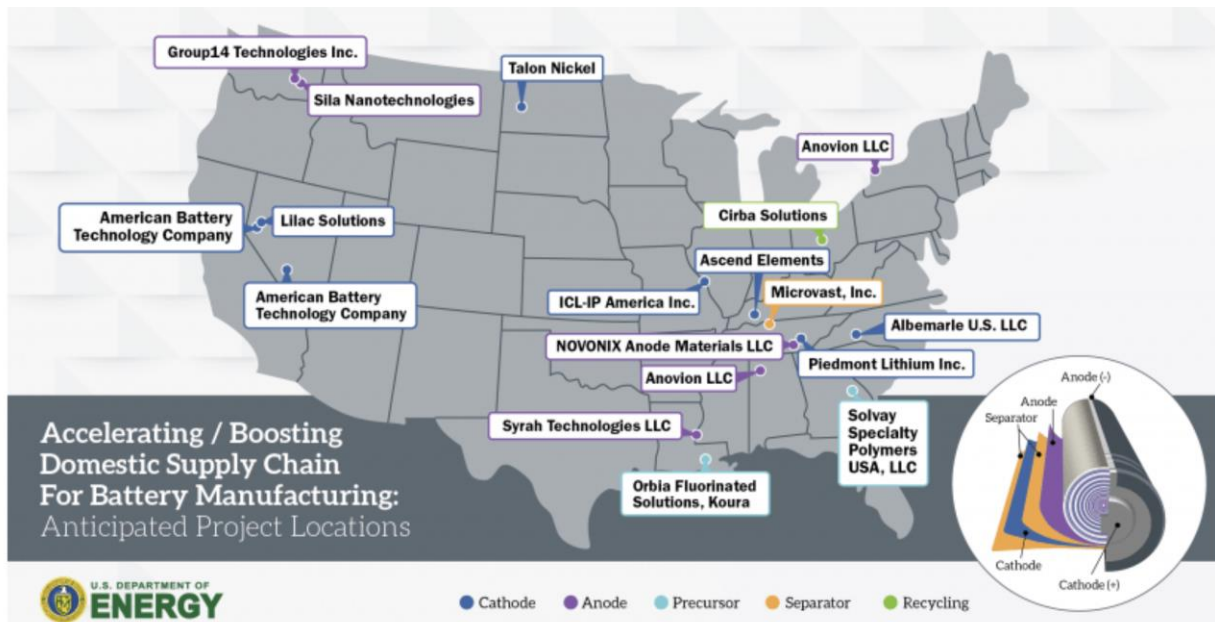 Group14 Technologies Inc.
Sila Nanotechnologies
Talon Nickel
Anovion LLC
American Battery
Technology Company
Lilac Solutions
Cirba Solutions
Ascend Elements
American Battery
Technology Company
ICL-IP America Inc.
Microvast, Inc.
Albemarle U.S. LLC
NOVONIX Anode Materials LLC
Piedmont Lithium Inc.
Anovion LLC
Syrah Technologies LLC
Solvay
Specialty
Polymers
USA, LLC
Orbia Fluorinated
Solutions, Koura
Accelerating / Boosting
Domestic Supply Chain
For Battery Manufacturing:
Anticipated Project Locations
Anode (-)
Anode
Separator
Cathode
Cathode (+)
U.S. DEPARTMENT OF
ENERGY
Cathode
Anode
Precursor
Separator
Recycling